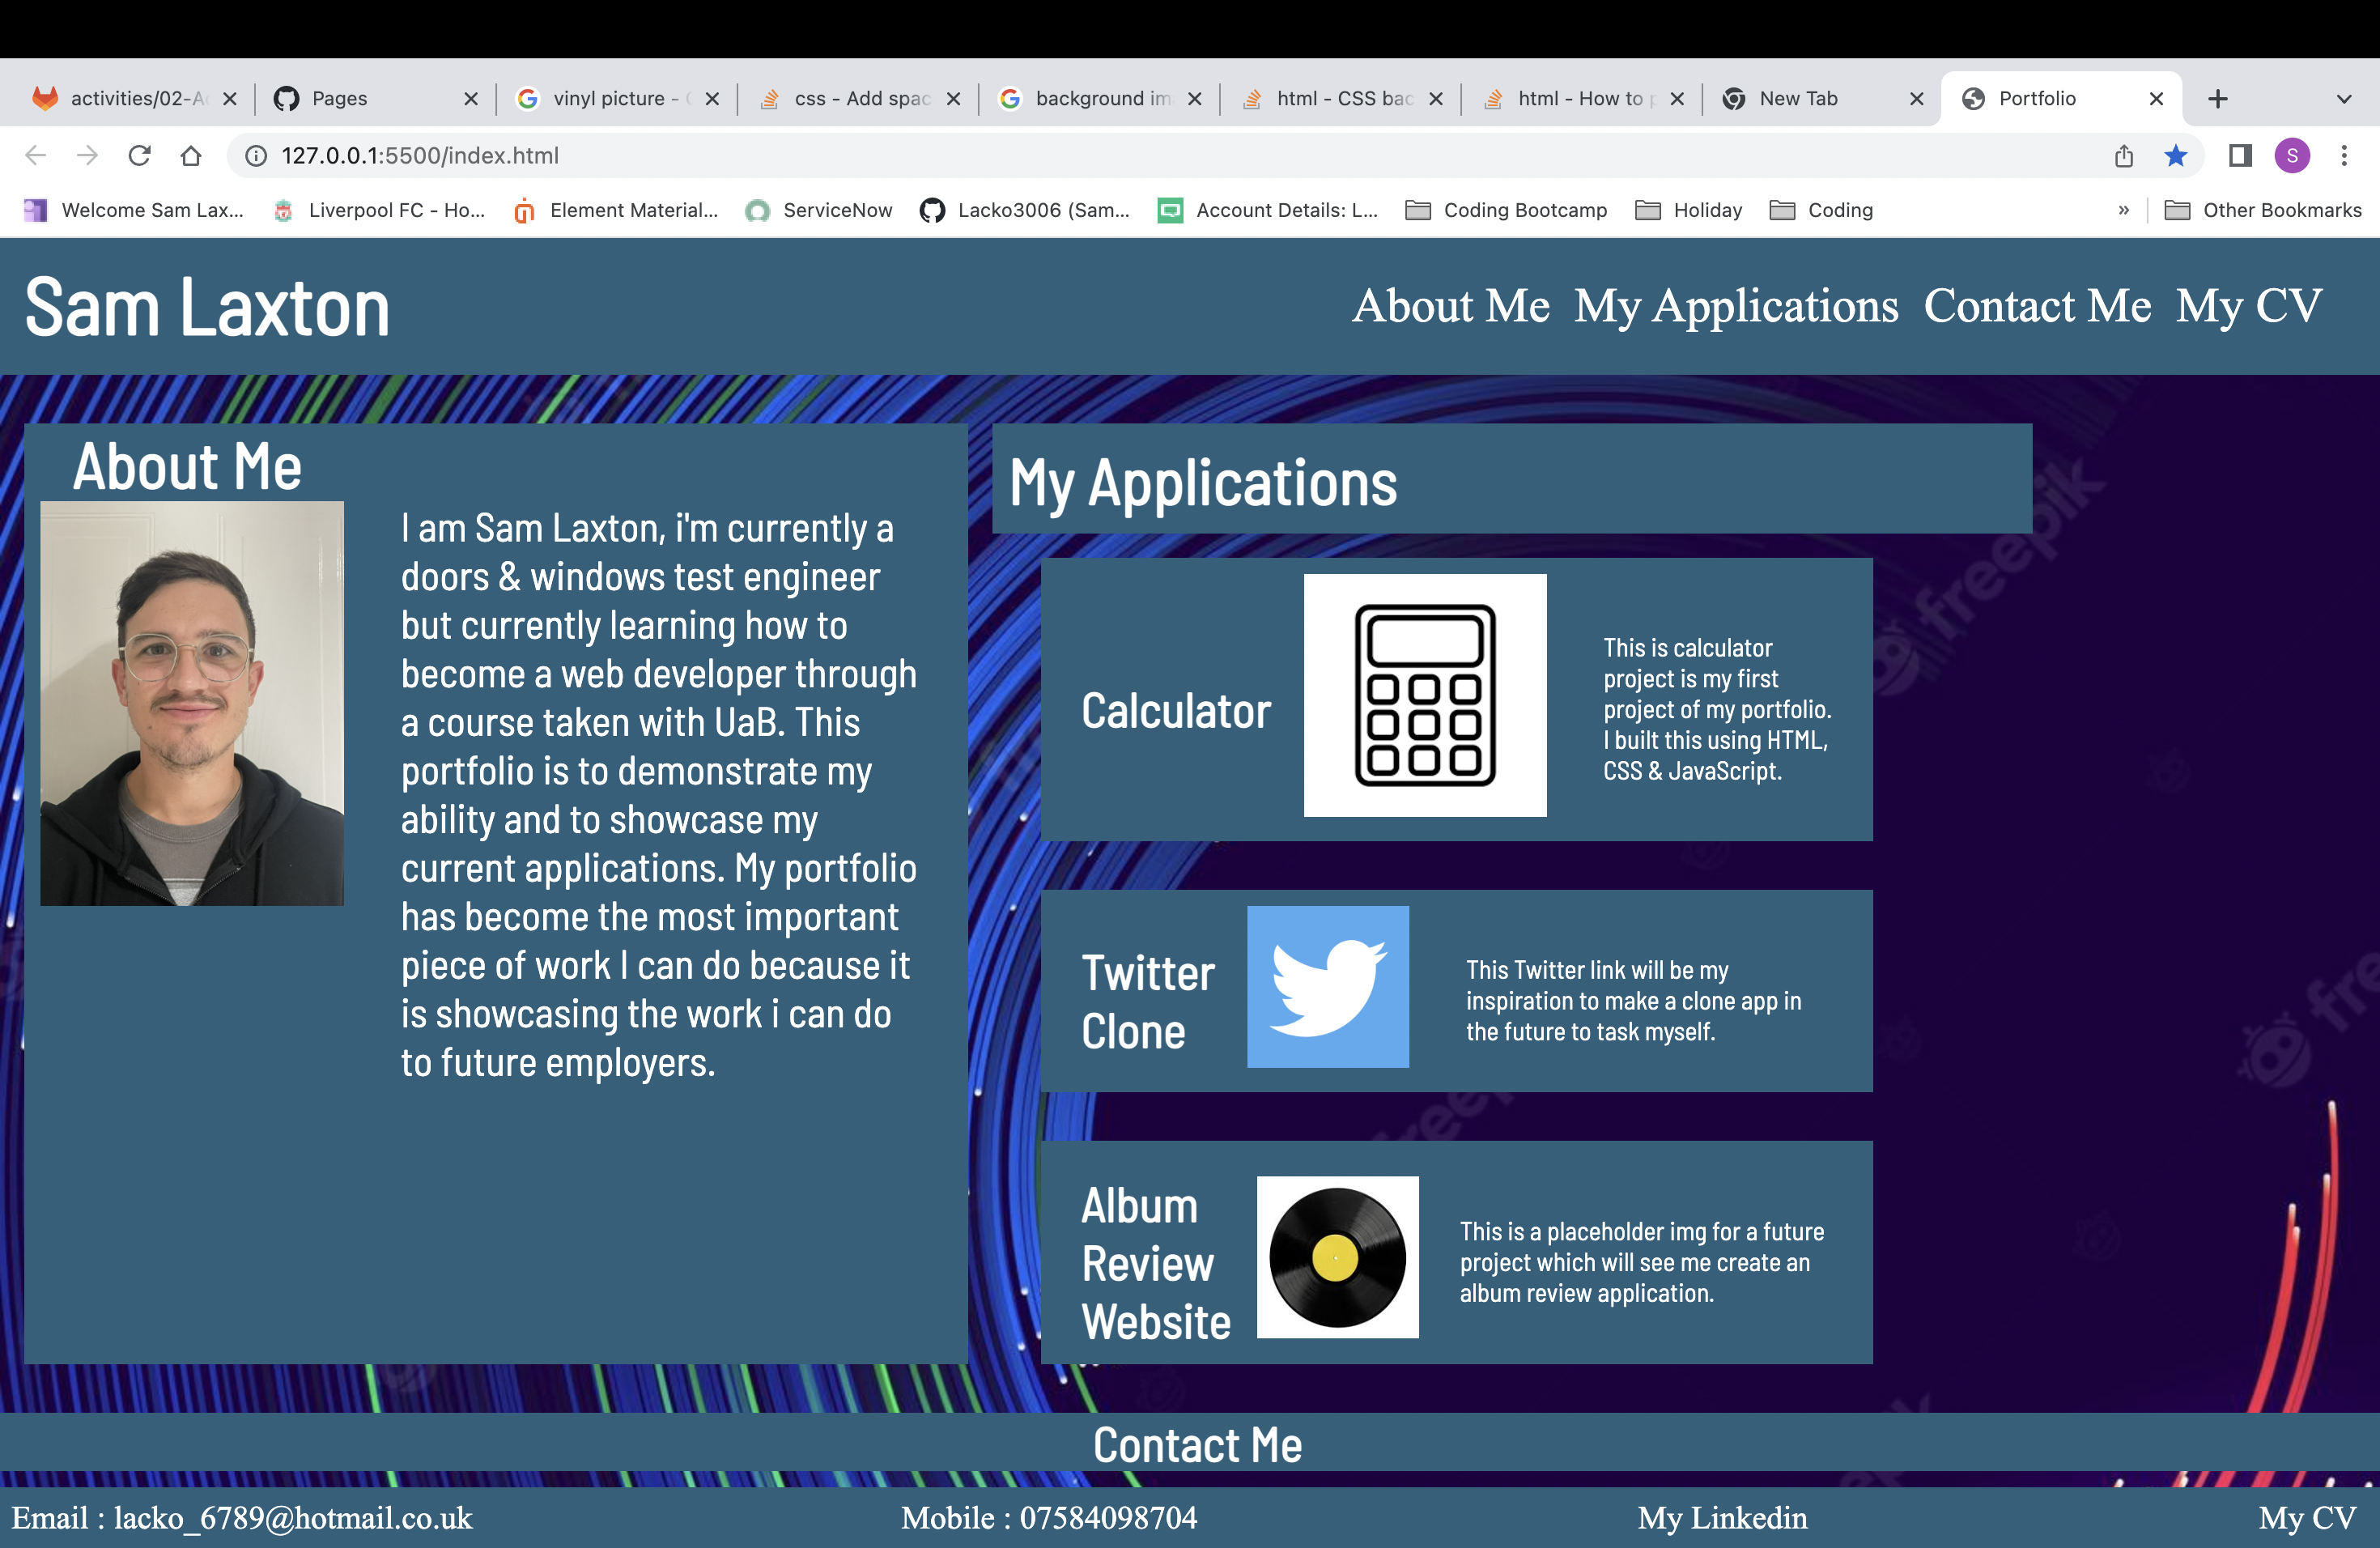 activities/02-Ac
Pages
vinyl picture -
css - Add spac
background im
html - CSS bac
html - How to p
New Tab
Portfolio
127.0.0.1:5500/index.html
S
Welcome Sam Lax...
Liverpool FC - Ho...
Element Material...
ServiceNow
Lacko3006 (Sam...
Account Details: L...
Coding Bootcamp
Holiday
Coding
»
Other Bookmarks
Sam Laxton
About Me My Applications Contact Me My CV
About Me
I am Sam Laxton, i'm currently a
doors & windows test engineer
but currently learning how to
become a web developer through
a course taken with UaB. This
portfolio is to demonstrate my
ability and to showcase my
current applications. My portfolio
has become the most important
piece of work I can do because it
is showcasing the work i can do
to future employers.
My Applications
Calculator
This is calculator
project is my first
project of my portfolio.
I built this using HTML,
CSS & JavaScript.
Twitter
Clone
This Twitter link will be my
inspiration to make a clone app in
the future to task myself.
Album
Review
Website
This is a placeholder img for a future
project which will see me create an
album review application.
freepik
Contact Me
Email : lacko_6789@hotmail.co.uk
Mobile : 07584098704
My Linkedin
My CV